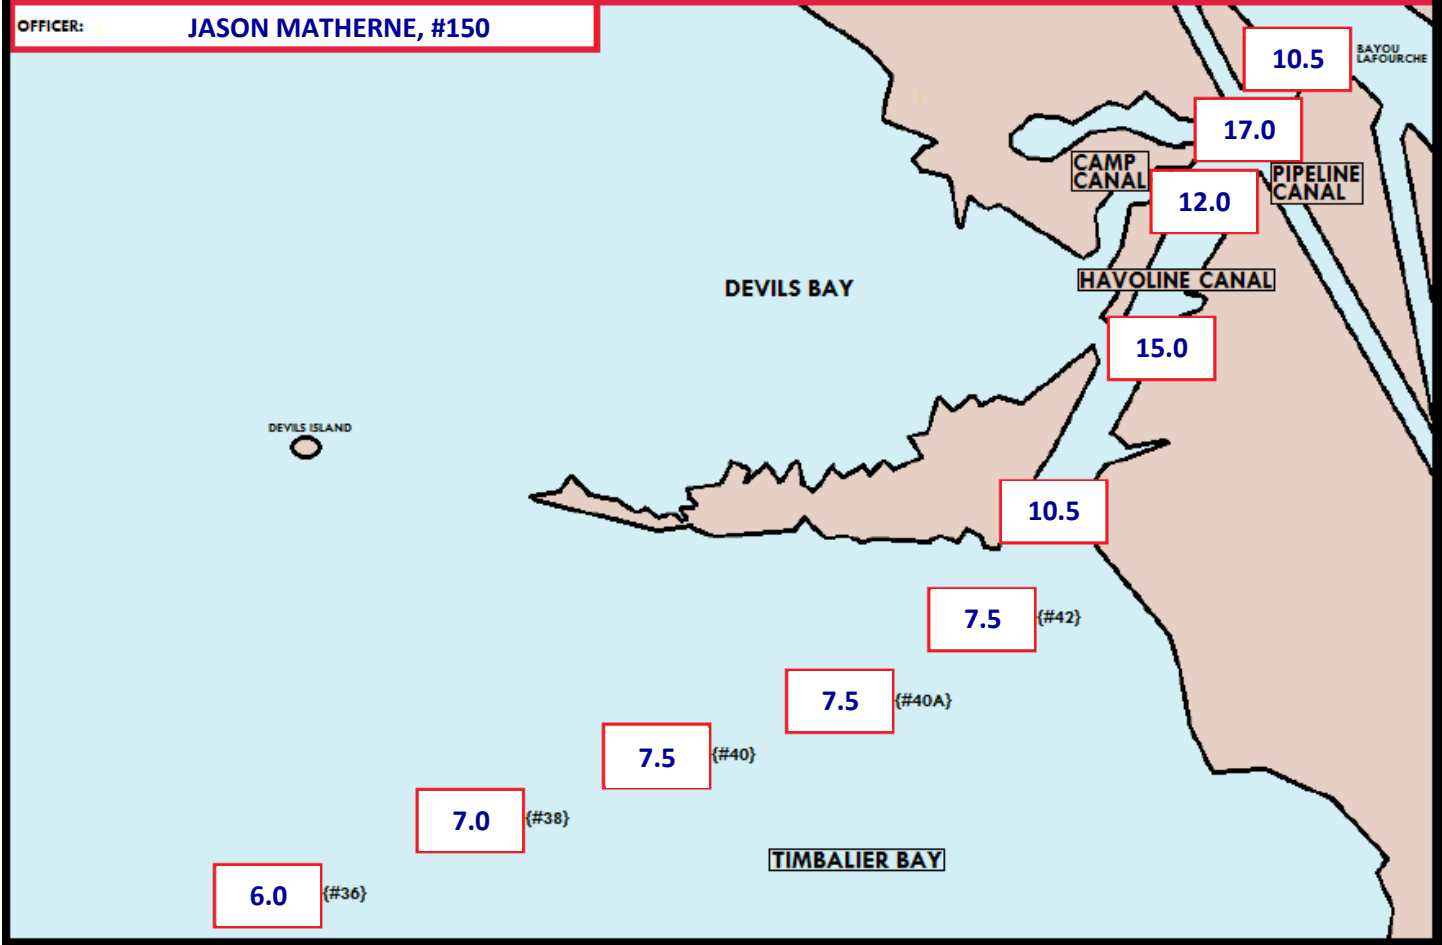 OFFICER: JASON MATHERNE, #150
10.5
BAYOU
LAFOURCHE
17.0
CAMP
CANAL
PIPELINE
CANAL
12.0
HAVOLINE CANAL
DEVILS BAY
15.0
DEVILS ISLAND
10.5
7.5 {#42}
7.5 {#40A}
7.5 {#40}
7.0 {#38}
TIMBALIER BAY
6.0 {#36}